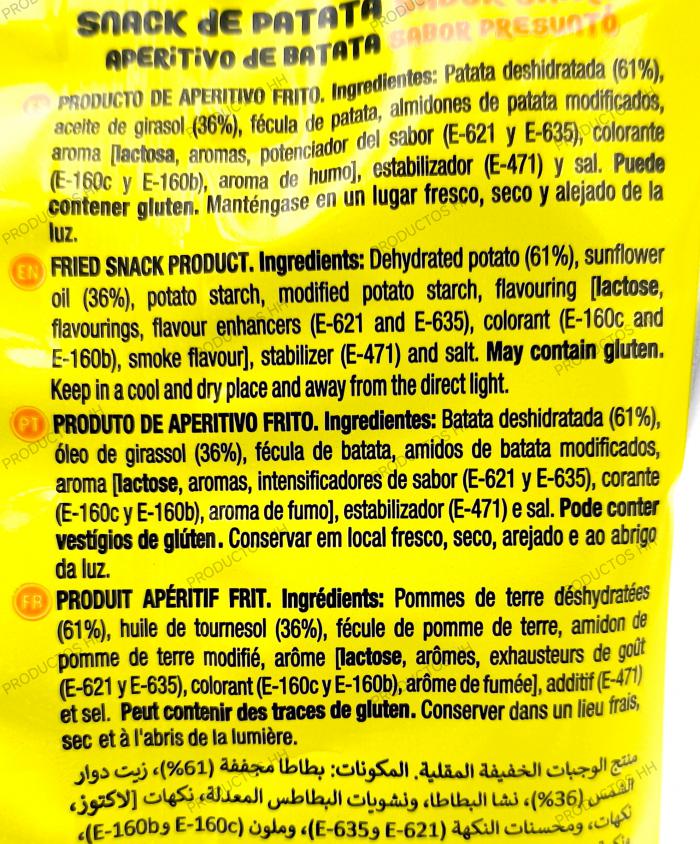 SNACK de PATATA
APERiTiVO de BATATA
SABOR PRESUNTO
PRODUCTO DE APERITIVO FRITO. Ingredientes: Patata deshidratada (61%),
aceite de girasol (36%), fécula de patata, almidones de patata modificados,
aroma [lactosa, aromas, potenciador del sabor (E-621 y E-635), colorante
(E-160c y E-160b), aroma de humo], estabilizador (E-471) y sal. Puede
contener gluten. Manténgase en un lugar fresco, seco y alejado de la
luz.
EN FRIED SNACK PRODUCT. Ingredients: Dehydrated potato (61%), sunflower
oil (36%), potato starch, modified potato starch, flavouring [lactose,
flavourings, flavour enhancers (E-621 and E-635), colorant (E-160c and
E-160b), smoke flavour], stabilizer (E-471) and salt. May contain gluten.
Keep in a cool and dry place and away from the direct light.
PT PRODUTO DE APERITIVO FRITO. Ingredientes: Batata deshidratada (61%),
óleo de girassol (36%), fécula de batata, amidos de batata modificados,
aroma [lactose, aromas, intensificadores de sabor (E-621 y E-635), corante
(E-160c y E-160b), aroma de fumo], estabilizador (E-471) e sal. Pode conter
vestígios de glúten. Conservar em local fresco, seco, arejado e ao abrigo
da luz.
FR PRODUIT APÉRITIF FRIT. Ingrédients: Pommes de terre déshydratées
(61%), huile de tournesol (36%), fécule de pomme de terre, amidon de
pomme de terre modifié, arôme [lactose, arômes, exhausteurs de goût
(E-621 y E-635), colorant (E-160c y E-160b), arôme de fumée], additif (E-471)
et sel. Peut contenir des traces de gluten. Conserver dans un lieu frais,
sec et à l'abris de la lumière.
منتج الوجبات الخفيفة المقلية. المكونات: بطاطا مجففة (61%)، زيت دوار
الشمس (36%)، نشا البطاطا، ونشويات البطاطس المعدلة، نكهات [لاكتوز،
نكهات، ومحسنات النكهة (E-621 وE-635)، وملون (E-160c وE-160b)،
PRODUCTOS HH